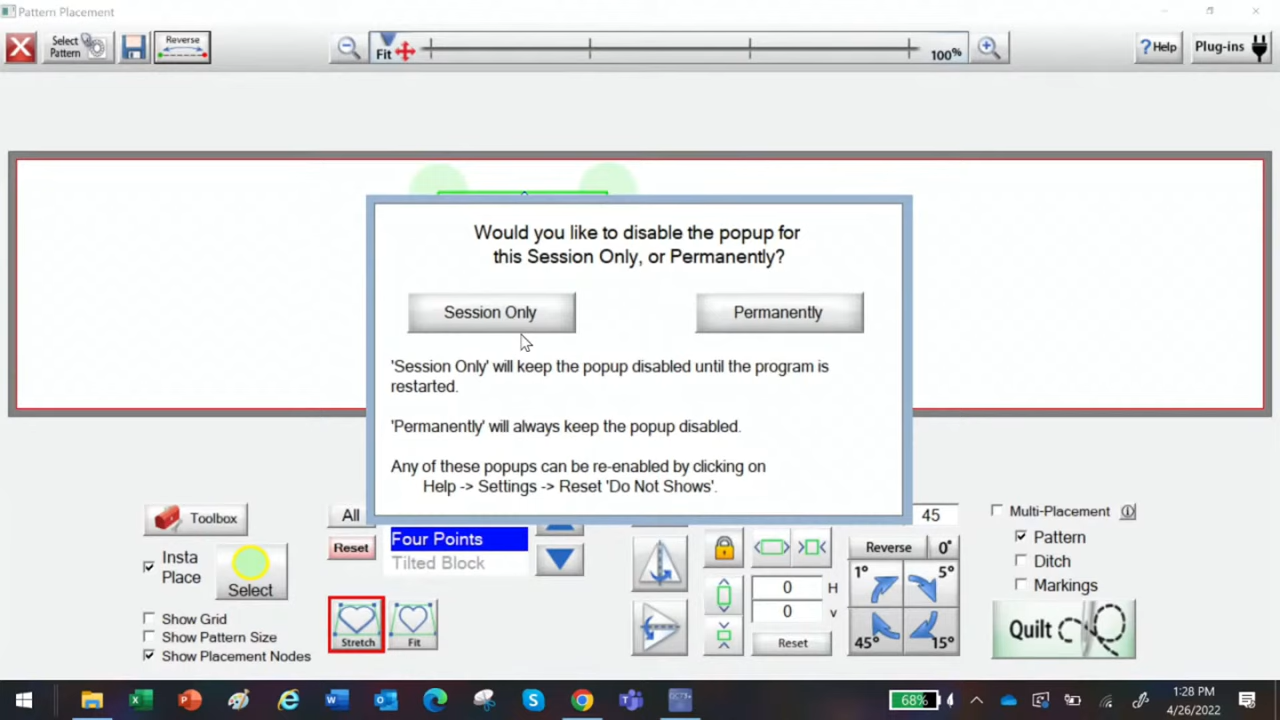 Pattern Placement
Select
Pattern
Reverse
Fit
100%
?Help
Plug-ins
Would you like to disable the popup for
this Session Only, or Permanently?
Session Only
Permanently
'Session Only' will keep the popup disabled until the program is
restarted.
'Permanently' will always keep the popup disabled.
Any of these popups can be re-enabled by clicking on
Help -> Settings -> Reset 'Do Not Shows'.
Toolbox
Insta
Place
Select
Show Grid
Show Pattern Size
Show Placement Nodes
All
Reset
Four Points
Tilted Block
Stretch
Fit
0
H
0
v
Reset
45
Reverse
0°
1°
5°
45°
15°
Multi-Placement
Pattern
Ditch
Markings
Quilt
68%
1:28 PM
4/26/2022